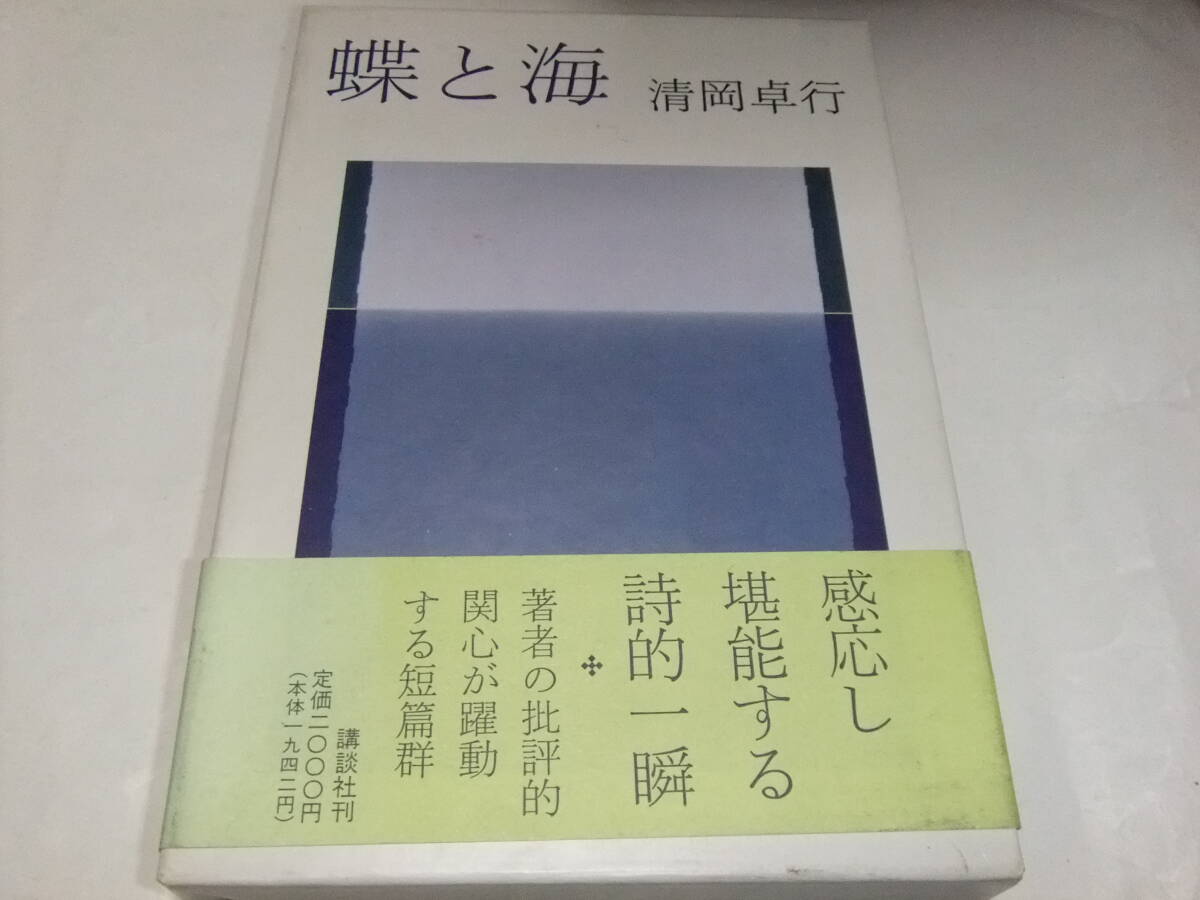 蝶と海
清岡卓行
感応し
堪能する
詩的一瞬
著者の批評的
関心が躍動
する短篇群
講談社刊
定価二〇〇〇円
（本体一九四二円）